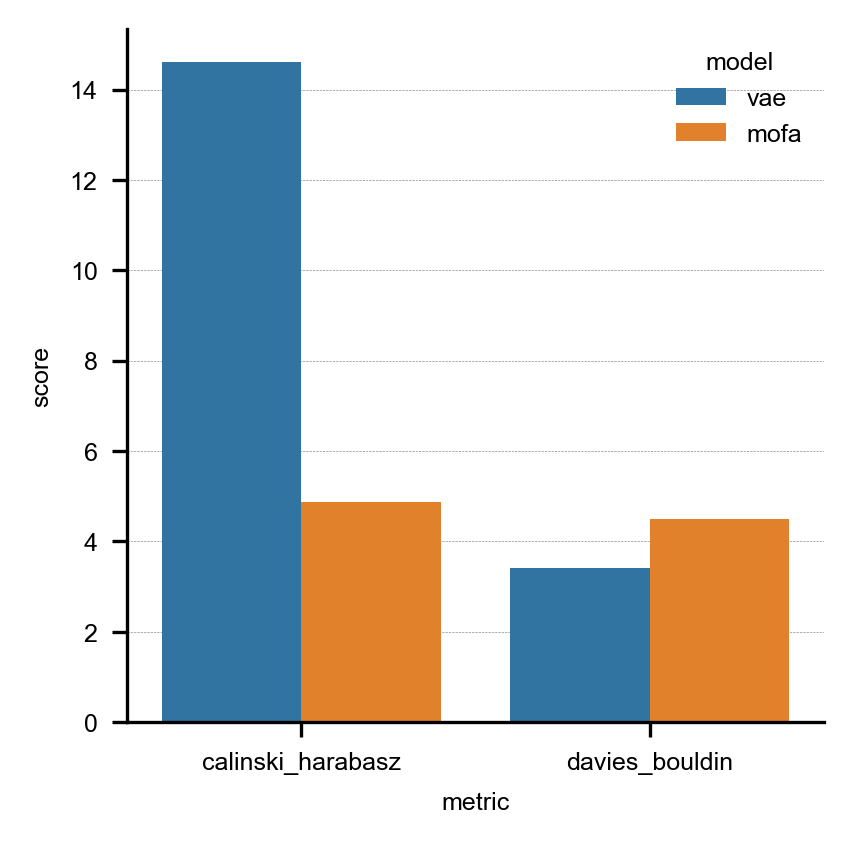 model
vae
mofa
14
12
10
8
6
4
2
0
score
calinski_harabasz
davies_bouldin
metric